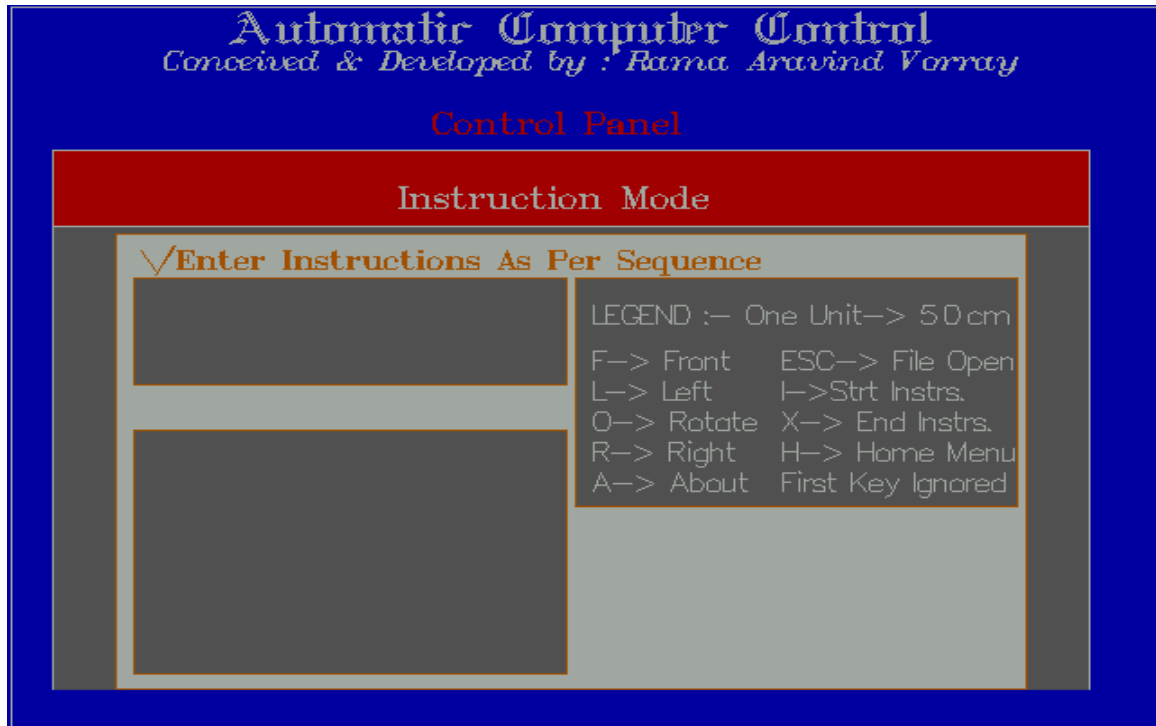 Automatic Computer Control
Conceived & Developed by : Rama Aravind Vorray
Control Panel
Instruction Mode
\/Enter Instructions As Per Sequence
LEGEND :— One Unit—> 50cm
F—> Front ESC—> File Open
L—> Left I—>Strt Instrs.
O—> Rotate X—> End Instrs.
R—> Right H—> Home Menu
A—> About First Key Ignored